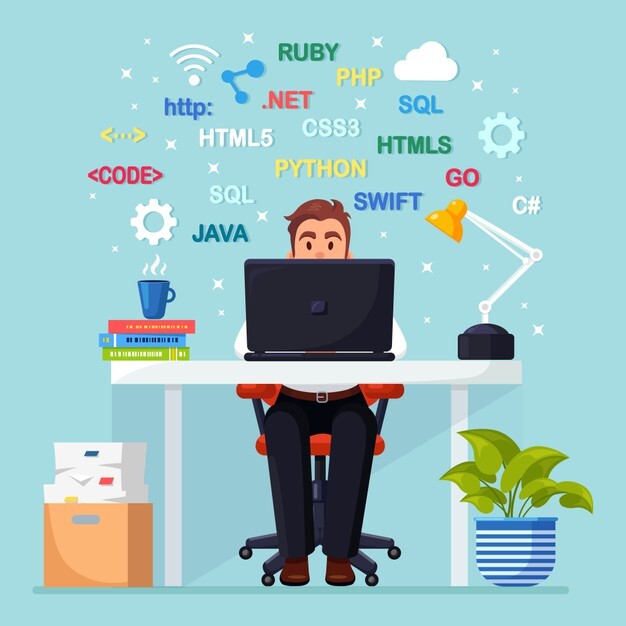 RUBY
PHP
.NET
http:
SQL
CSS3
HTML5
HTMLS
<··>
PYTHON
<CODE>
GO
SQL
SWIFT
C#
JAVA